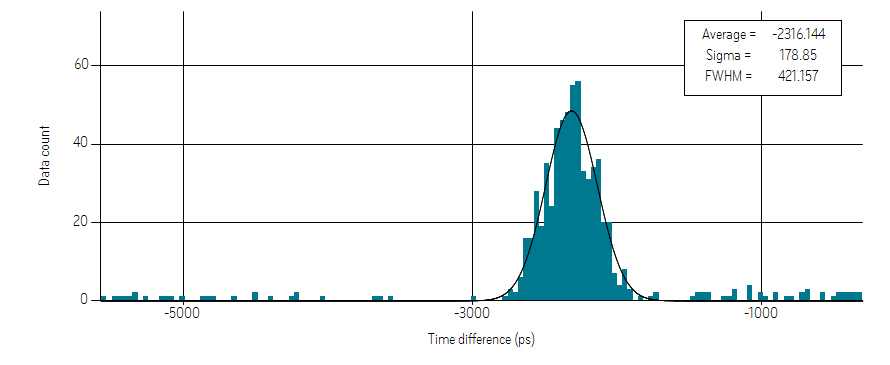 Average = -2316.144
Sigma = 178.85
FWHM = 421.157
60
40
20
0
Data count
-5000 -3000 -1000
Time difference (ps)